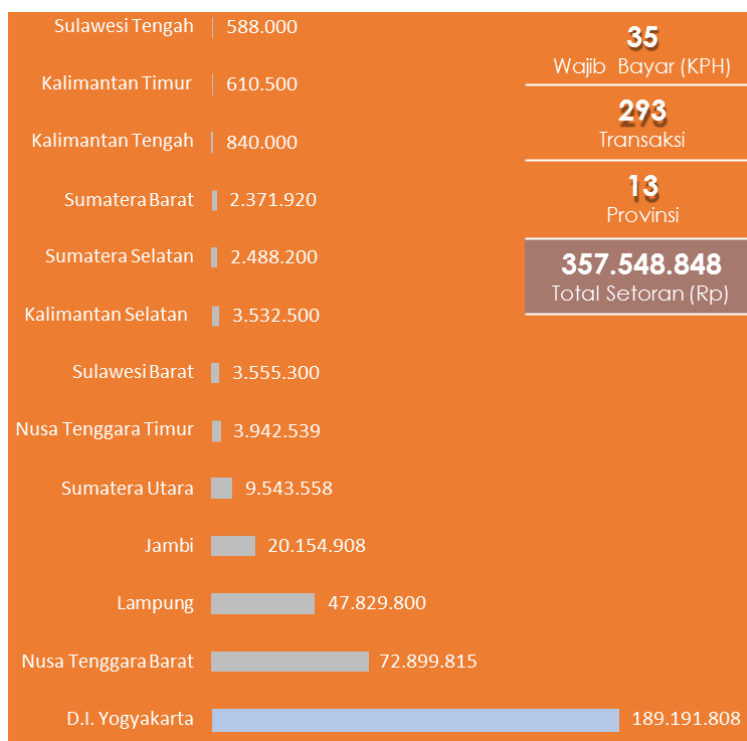 Sulawesi Tengah 588.000
Kalimantan Timur 610.500
Kalimantan Tengah 840.000
Sumatera Barat 2.371.920
Sumatera Selatan 2.488.200
Kalimantan Selatan 3.532.500
Sulawesi Barat 3.555.300
Nusa Tenggara Timur 3.942.539
Sumatera Utara 9.543.558
Jambi 20.154.908
Lampung 47.829.800
Nusa Tenggara Barat 72.899.815
D.I. Yogyakarta 189.191.808
35
Wajib Bayar (KPH)
293
Transaksi
13
Provinsi
357.548.848
Total Setoran (Rp)